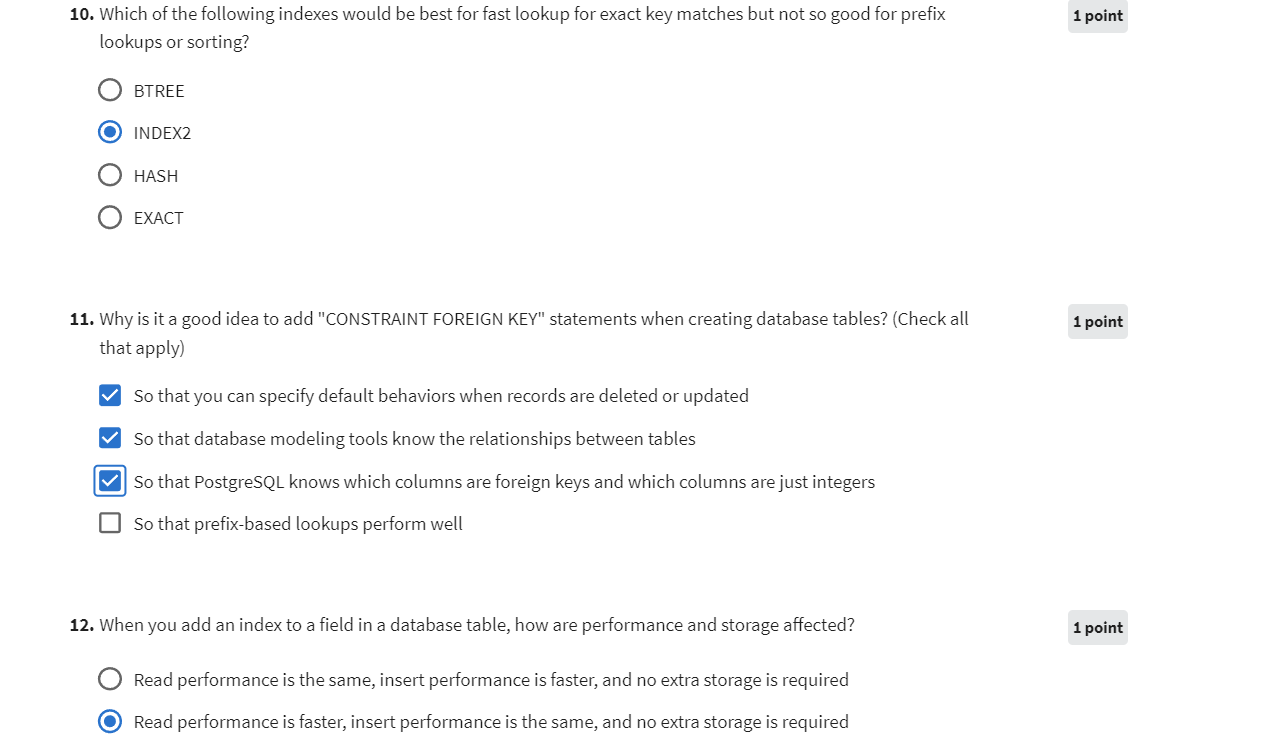 10. Which of the following indexes would be best for fast lookup for exact key matches but not so good for prefix
1 point
lookups or sorting?
BTREE
INDEX2
HASH
EXACT
11. Why is it a good idea to add "CONSTRAINT FOREIGN KEY" statements when creating database tables? (Check all
1 point
that apply)
So that you can specify default behaviors when records are deleted or updated
So that database modeling tools know the relationships between tables
So that PostgreSQL knows which columns are foreign keys and which columns are just integers
So that prefix-based lookups perform well
12. When you add an index to a field in a database table, how are performance and storage affected?
1 point
Read performance is the same, insert performance is faster, and no extra storage is required
Read performance is faster, insert performance is the same, and no extra storage is required